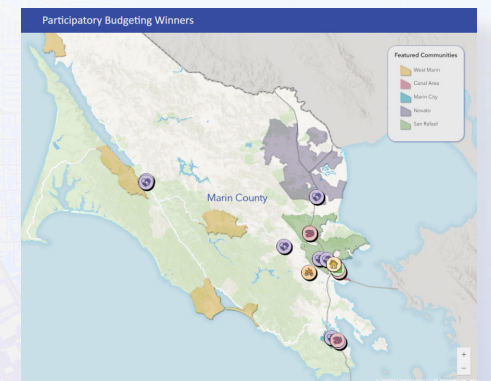 Participatory Budgeting Winners
Featured Communities
West Marin
Canal Area
Marin City
Novato
San Rafael
Marin County
+
−